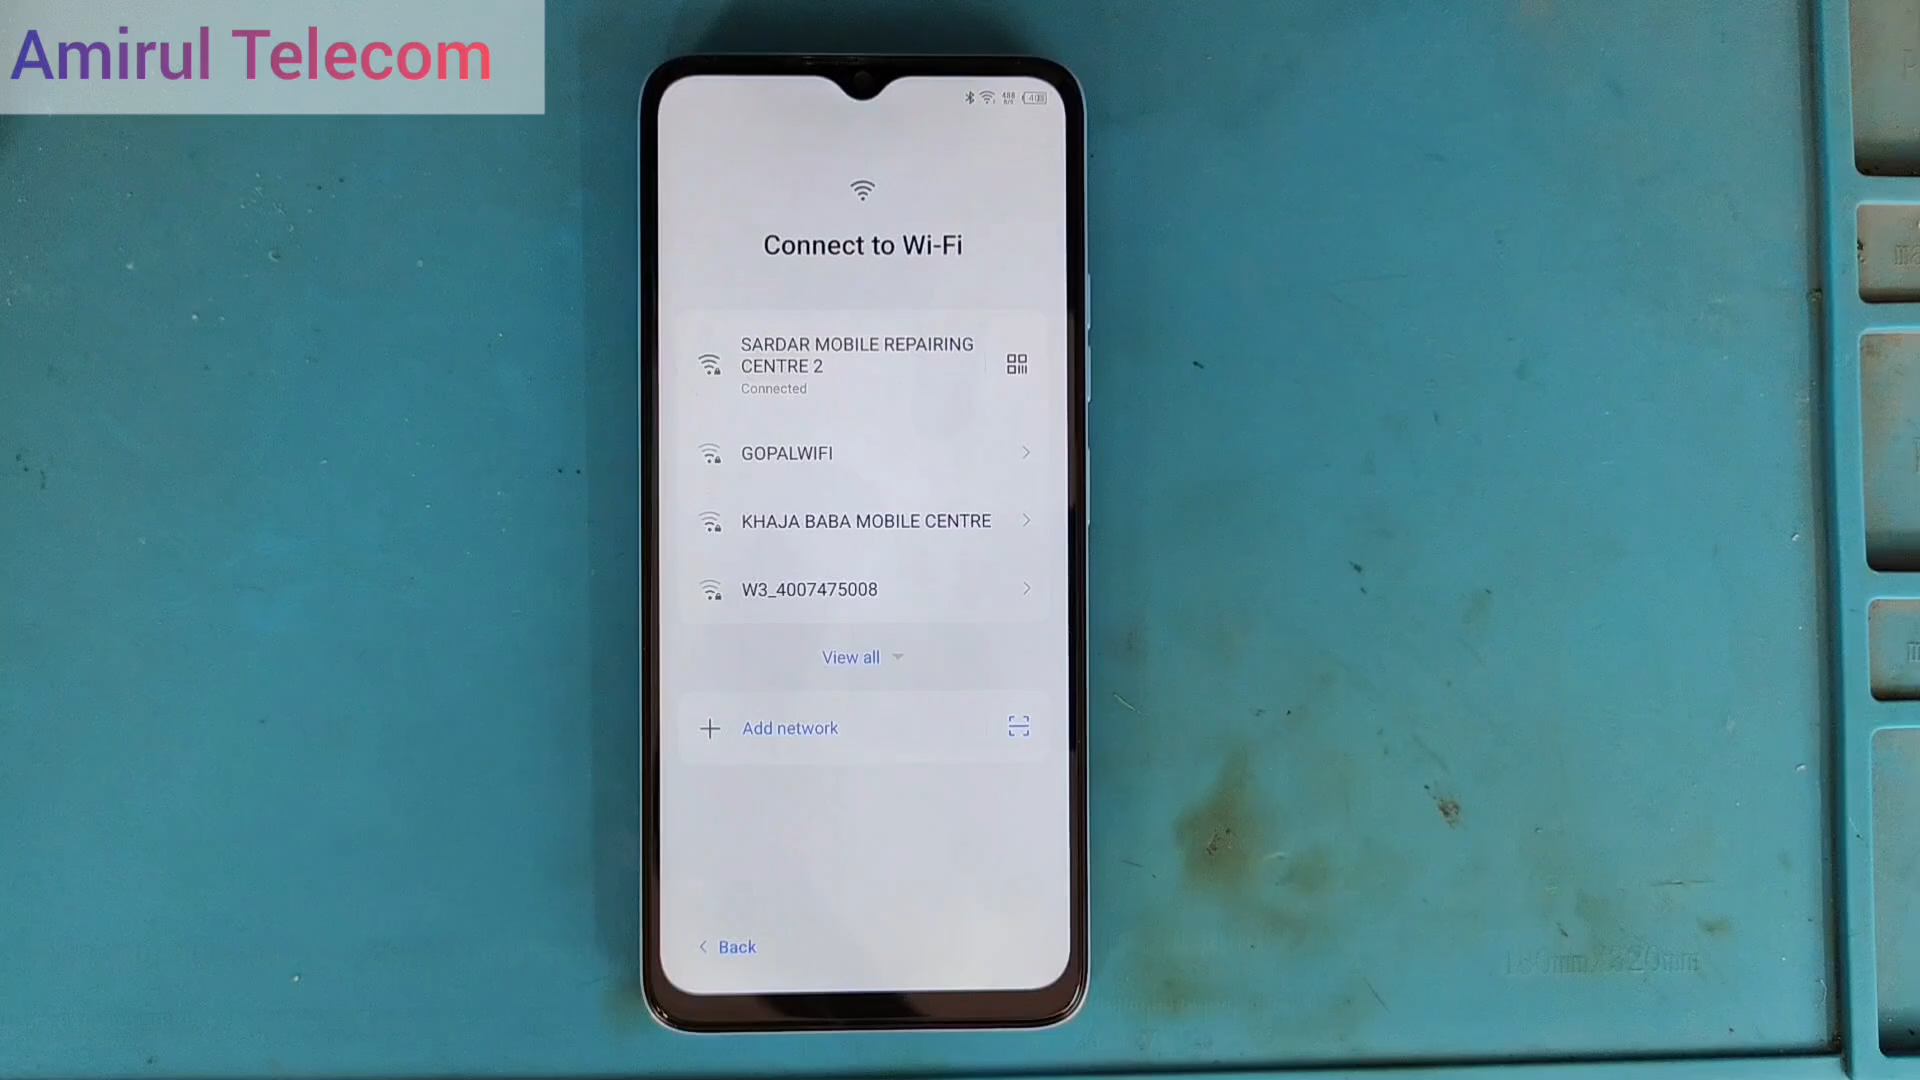 Amirul Telecom
Connect to Wi-Fi
SARDAR MOBILE REPAIRING
CENTRE 2
Connected
GOPALWIFI
KHAJA BABA MOBILE CENTRE
W3_4007475008
View all
Add network
Back